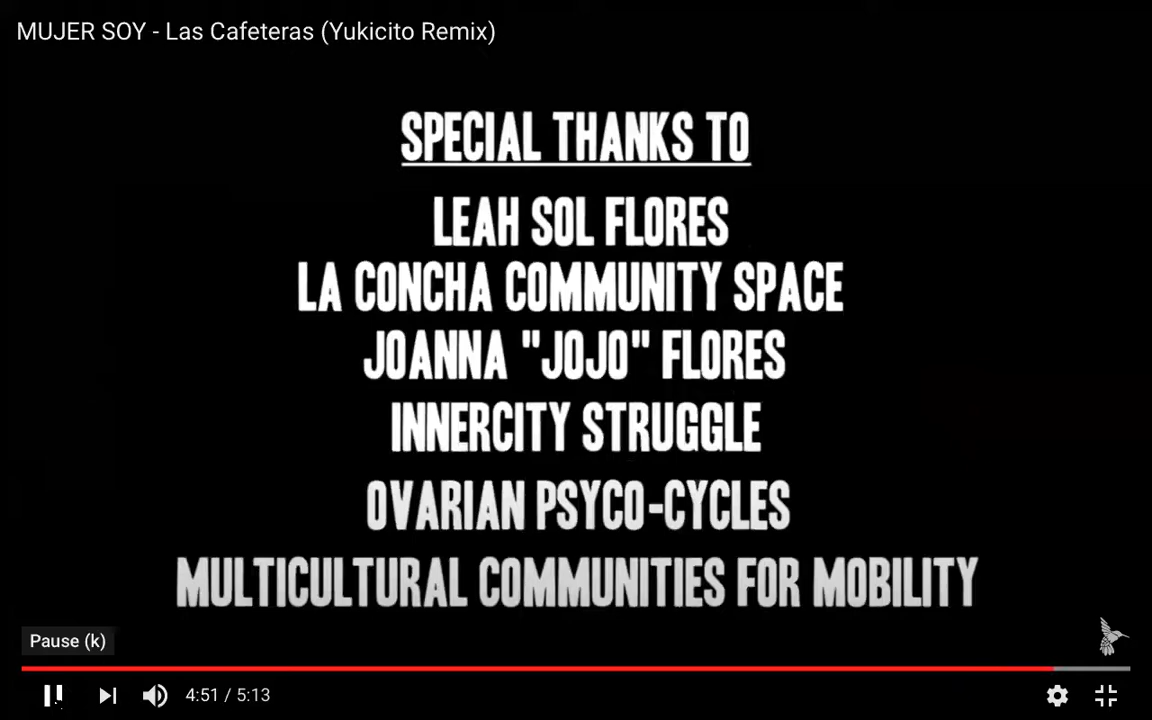 MUJER SOY - Las Cafeteras (Yukicito Remix)
SPECIAL THANKS TO
LEAH SOL FLORES
LA CONCHA COMMUNITY SPACE
JOANNA "JOJO" FLORES
INNERCITY STRUGGLE
OVARIAN PSYCO-CYCLES
MULTICULTURAL COMMUNITIES FOR MOBILITY
Pause (k)
4:51 / 5:13